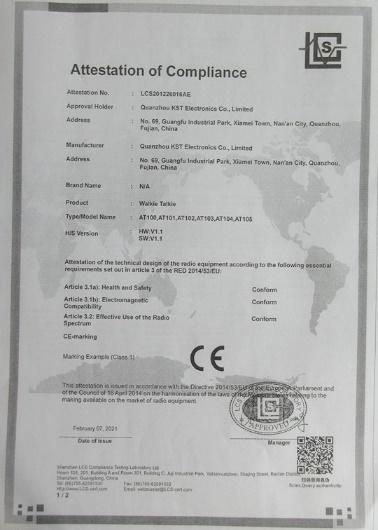 LCS
Attestation of Compliance
Attestation No. : LCS201226016AE
Approval Holder : Quanzhou KST Electronics Co., Limited
Address : No. 69, Guangfu Industrial Park, Xiamei Town, Nan'an City, Quanzhou,
Fujian, China
Manufacturer : Quanzhou KST Electronics Co., Limited
Address : No. 69, Guangfu Industrial Park, Xiamei Town, Nan'an City, Quanzhou,
Fujian, China
Brand Name : N/A
Product : Walkie Talkie
Type/Model Name : AT100,AT101,AT102,AT103,AT104,AT105
H/S Version : HW:V1.1
SW:V1.1
Attestation of the technical design of the radio equipment according to the following essential
requirements set out in article 3 of the RED 2014/53/EU:
Article 3.1a): Health and Safety Conform
Article 3.1b): Electromagnetic
Compatibility Conform
Article 3.2: Effective Use of the Radio
Spectrum Conform
CE-marking
Marking Example (Class 1) CE
This attestation is issued in accordance with the Directive 2014/53/EU of the European Parliament and
of the Council of 16 April 2014 on the harmonisation of the laws of the relating to the
making available on the market of radio equipment.
APPROVED
February 07, 2021
Date of issue Manager
Shenzhen LCS Compliance Testing Laboratory Ltd.
Shenzhen, Guangdong, China
Http://www.LCS-cert.com Email: webmaster@LCS-cert.com
1 / 2
Scan,Query authenticity